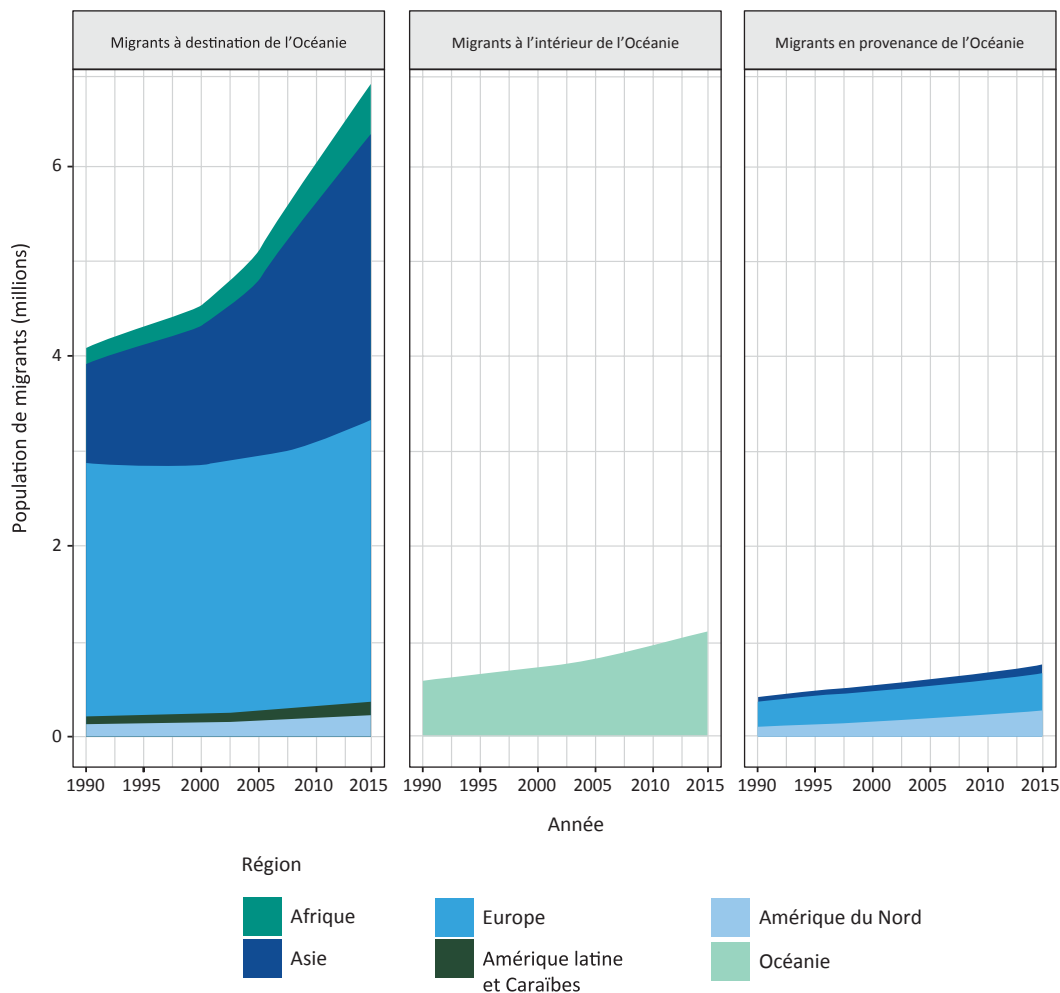 Migrants à destination de l’Océanie
Migrants à l’intérieur de l’Océanie
Migrants en provenance de l’Océanie
Population de migrants (millions)
6
4
2
0
1990 1995 2000 2005 2010 2015
1990 1995 2000 2005 2010 2015
1990 1995 2000 2005 2010 2015
Année
Région
Afrique
Europe
Amérique du Nord
Asie
Amérique latine
et Caraïbes
Océanie